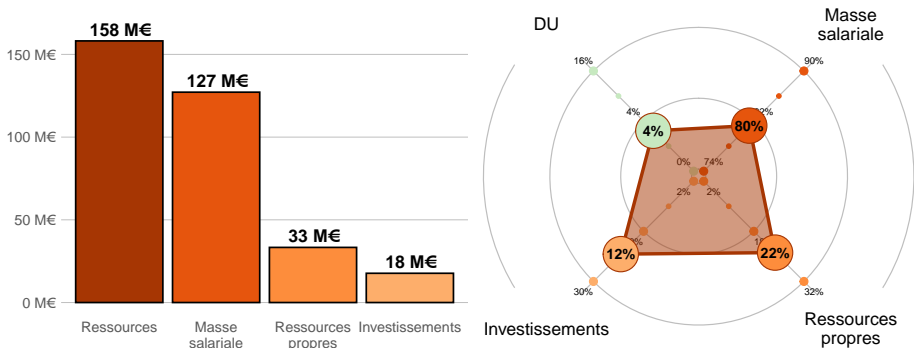 158 M€
127 M€
33 M€
18 M€
150 M€
100 M€
50 M€
0 M€
Ressources
Masse
salariale
Ressources
propres
Investissements
DU
Masse
salariale
16%
90%
4%
4%
80%
0%
74%
2%
2%
12%
22%
30%
32%
Investissements
Ressources
propres